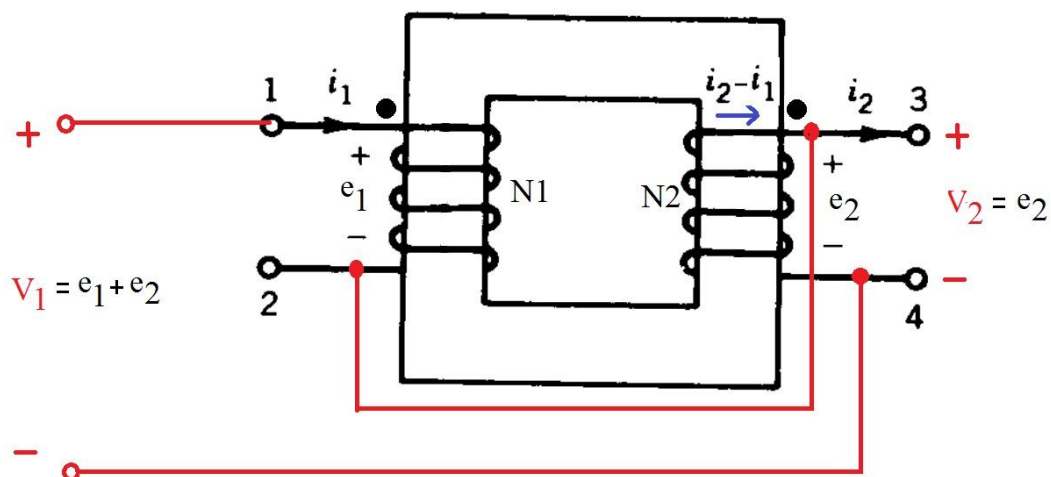 1
i₁
i₂-i₁
i₂
3
+
+
e₁
-
N1
N2
+
e₂
-
+
V₂ = e₂
-
V₁ = e₁+e₂
2
4
-